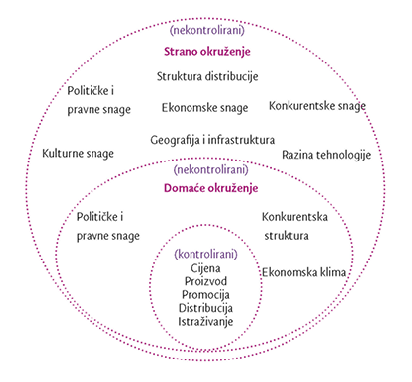 (nekontrolirani)
Strano okruženje
Struktura distribucije
Političke i
pravne snage
Ekonomske snage
Konkurentske snage
Geografija i infrastruktura
Kulturne snage
Razina tehnologije
(nekontrolirani)
Domaće okruženje
Političke i
pravne snage
Konkurentska
struktura
(kontrolirani)
Cijena
Proizvod
Promocija
Distribucija
Istraživanje
Ekonomska klima